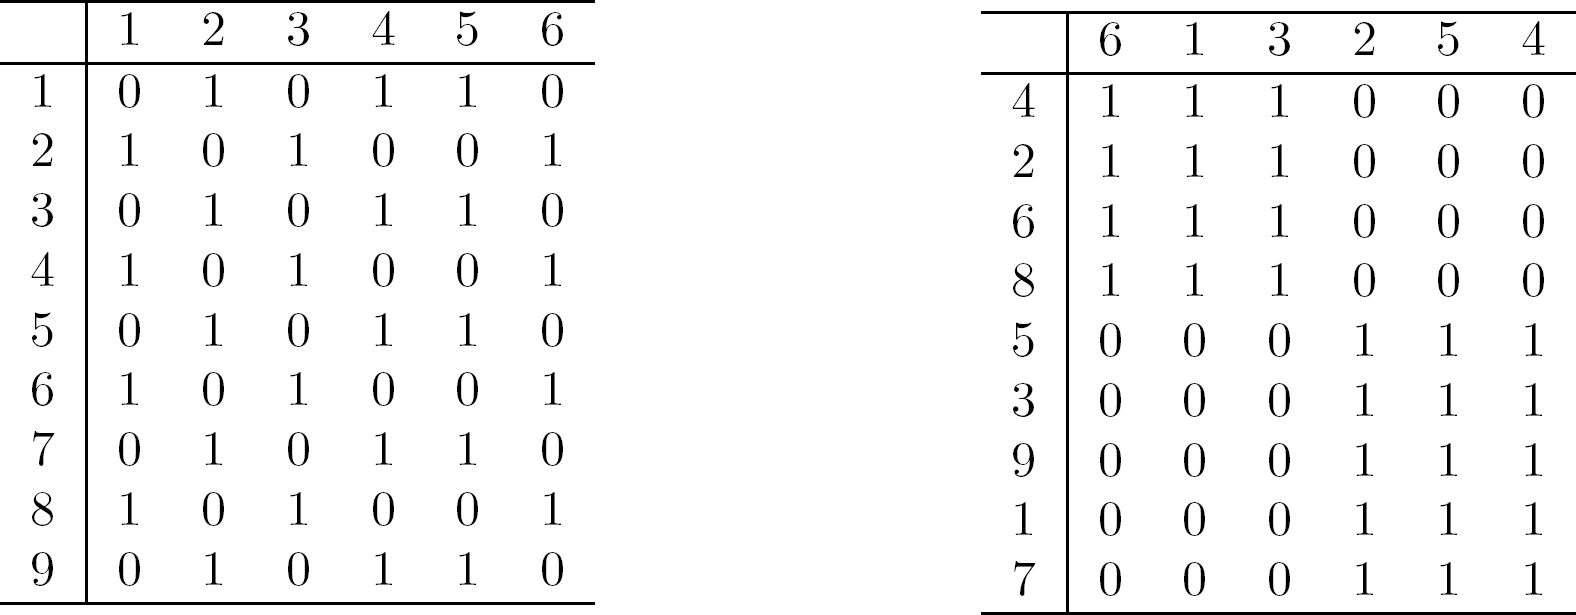 1 2 3 4 5 6
1 0 1 0 1 1 0
2 1 0 1 0 0 1
3 0 1 0 1 1 0
4 1 0 1 0 0 1
5 0 1 0 1 1 0
6 1 0 1 0 0 1
7 0 1 0 1 1 0
8 1 0 1 0 0 1
9 0 1 0 1 1 0
6 1 3 2 5 4
4 1 1 1 0 0 0
2 1 1 1 0 0 0
6 1 1 1 0 0 0
8 1 1 1 0 0 0
5 0 0 0 1 1 1
3 0 0 0 1 1 1
9 0 0 0 1 1 1
1 0 0 0 1 1 1
7 0 0 0 1 1 1